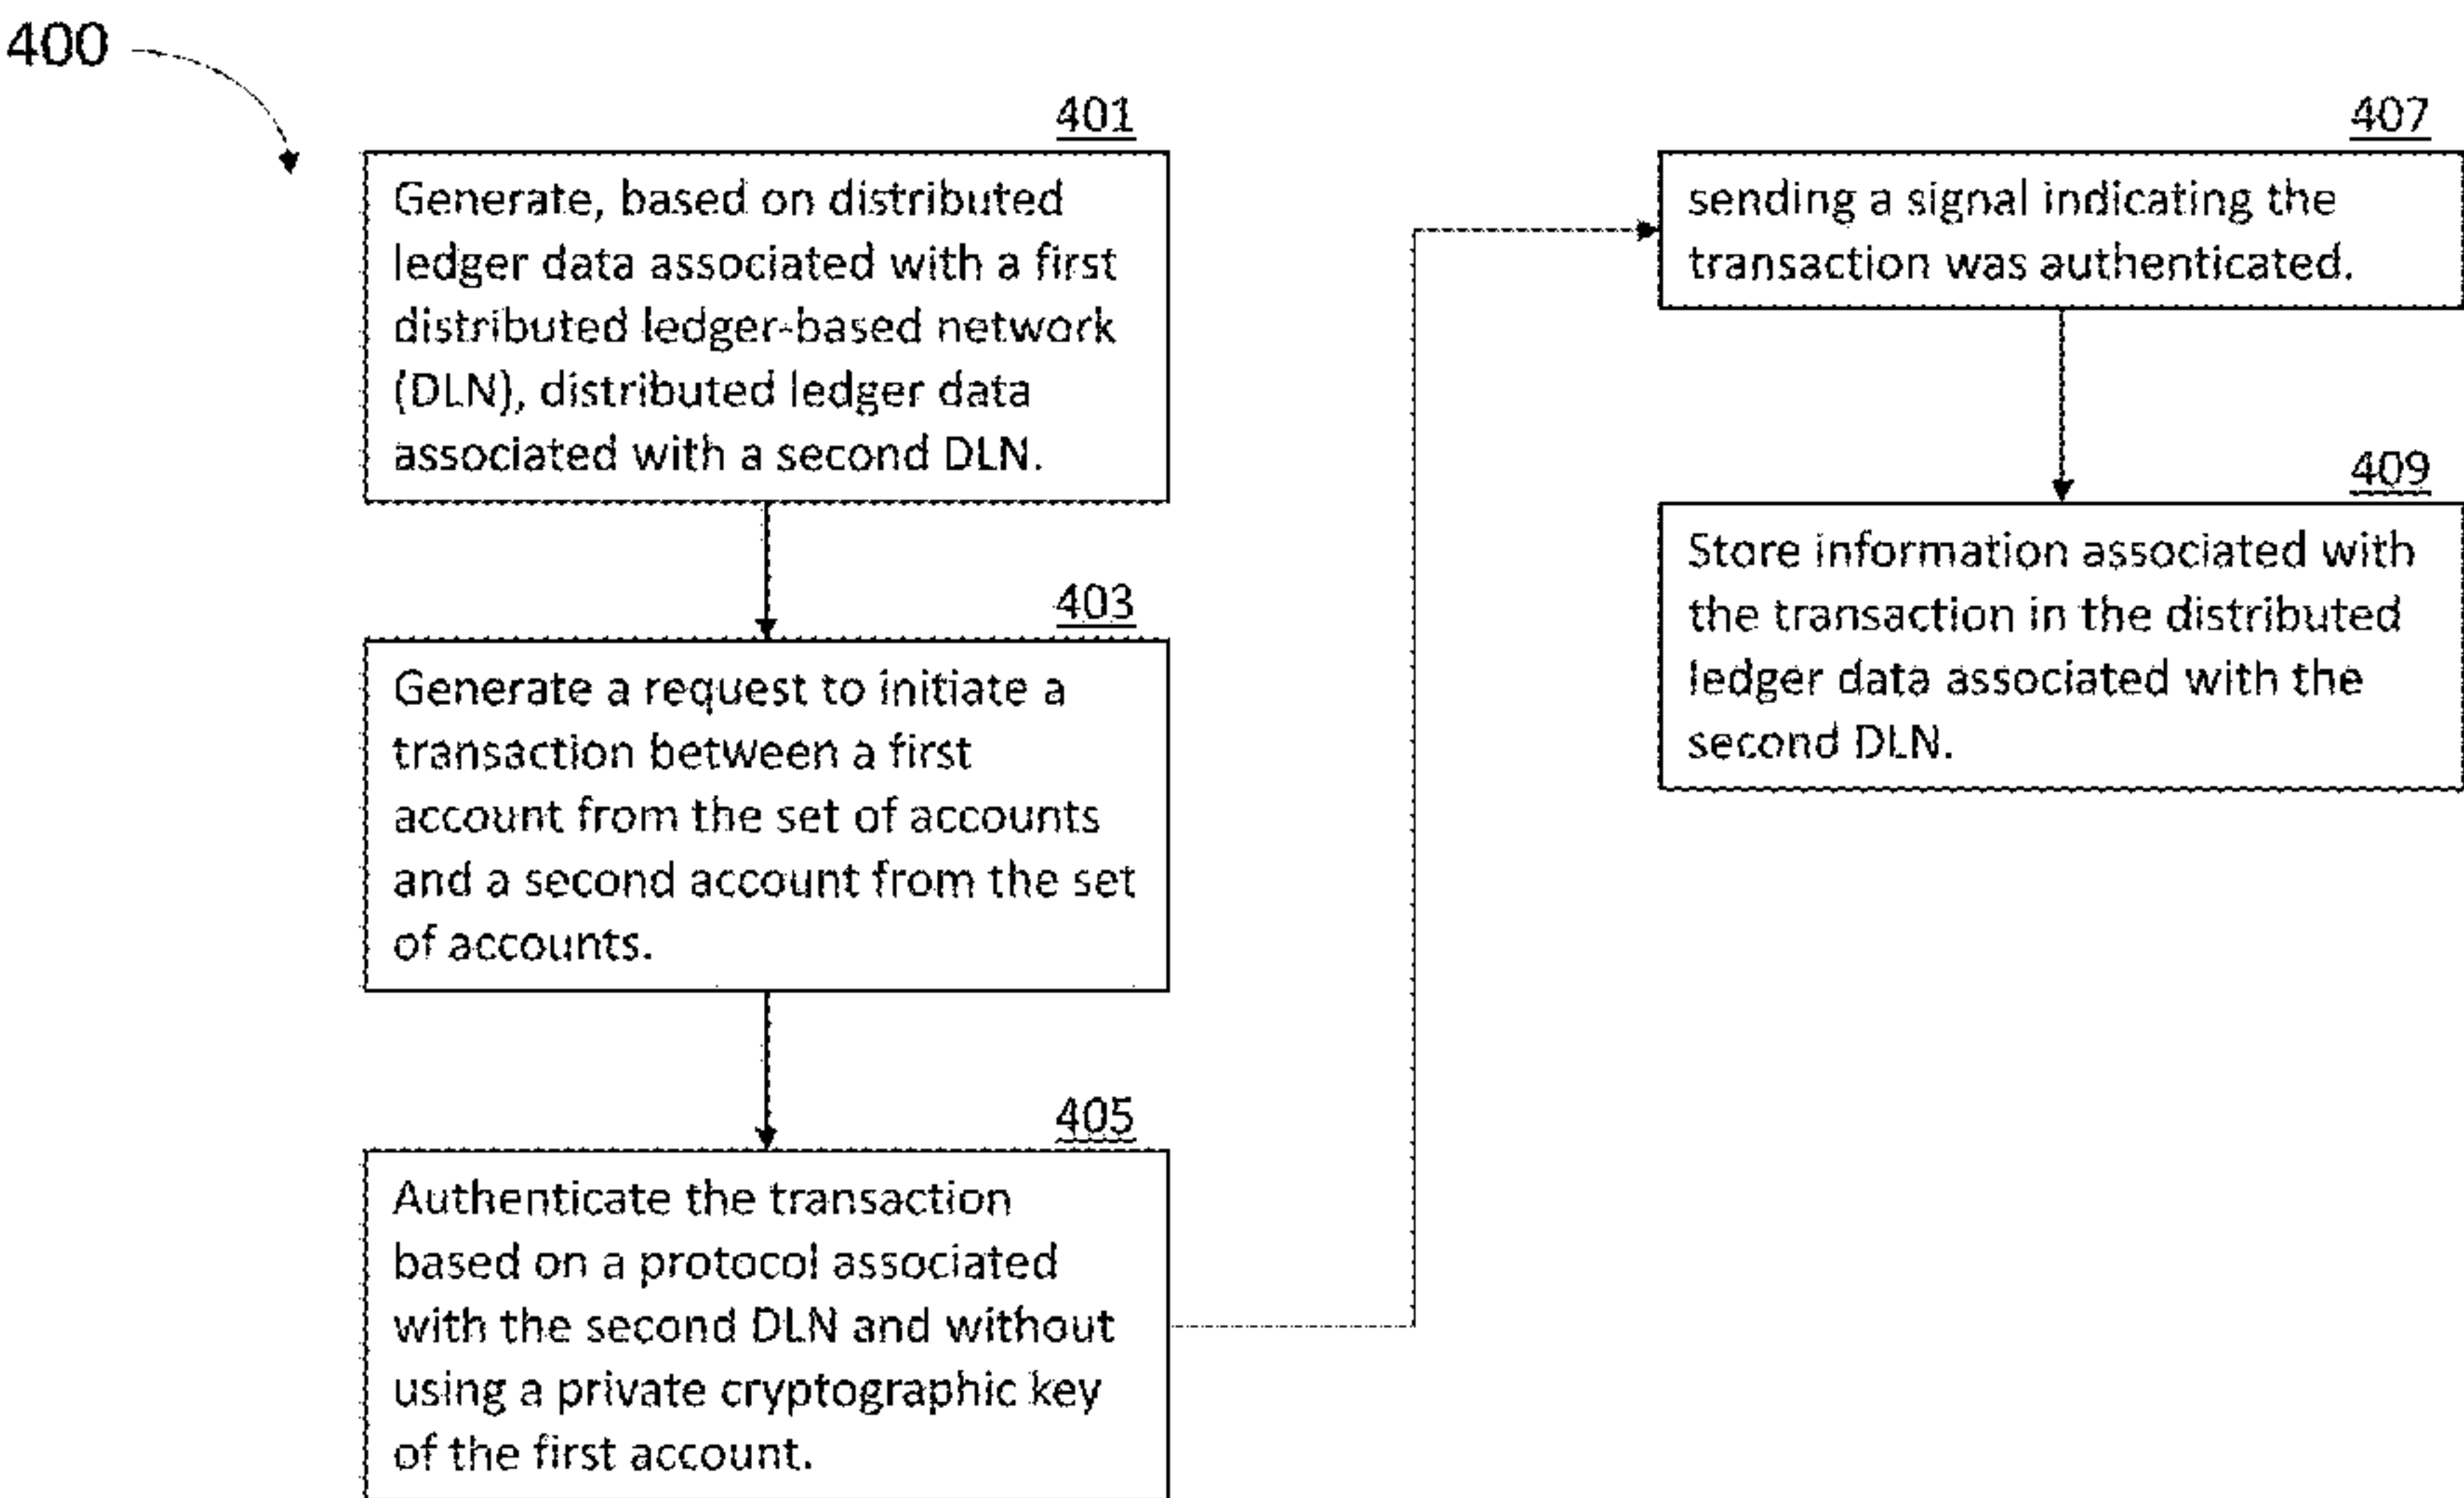 400
401
Generate, based on distributed
ledger data associated with a first
distributed ledger-based network
(DLN), distributed ledger data
associated with a second DLN.
403
Generate a request to initiate a
transaction between a first
account from the set of accounts
and a second account from the set
of accounts.
405
Authenticate the transaction
based on a protocol associated
with the second DLN and without
using a private cryptographic key
of the first account.
407
sending a signal indicating the
transaction was authenticated.
409
Store information associated with
the transaction in the distributed
ledger data associated with the
second DLN.